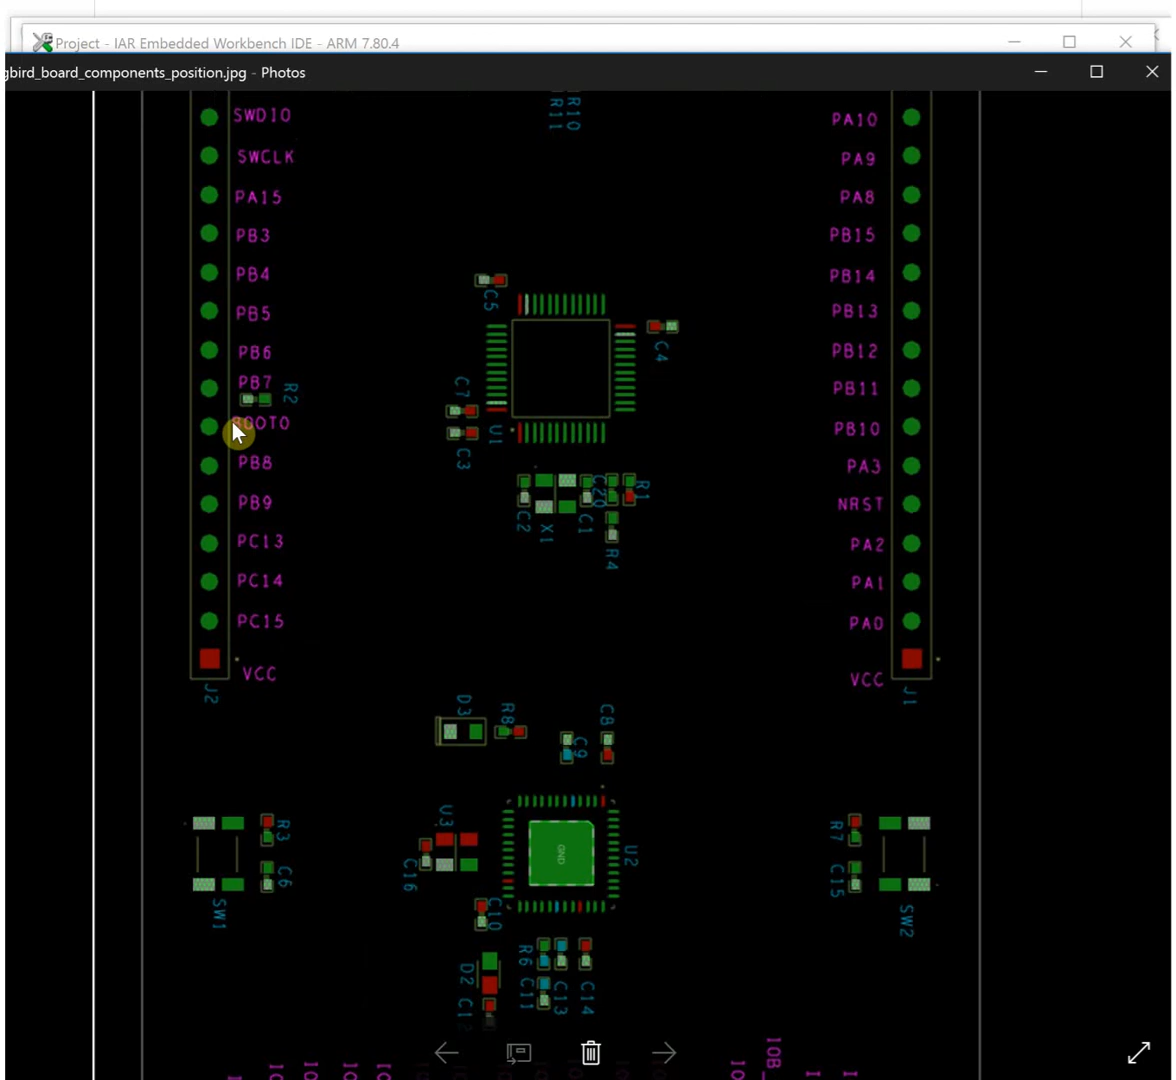 Project - IAR Embedded Workbench IDE - ARM 7.80.4
gbird_board_components_position.jpg - Photos
SWDIO
SWCLK
PA15
PB3
PB4
PB5
PB6
PB7
R2
BOOT0
PB8
PB9
PC13
PC14
PC15
VCC
J2
R11
R10
C5
C4
C7
U1
C3
C2
X1
C1
C20
R1
R4
PA10
PA9
PA8
PB15
PB14
PB13
PB12
PB11
PB10
PA3
NRST
PA2
PA1
PA0
VCC
J1
D3
R8
C9
C8
U3
C16
GND
U2
C10
R3
C6
SW1
R7
C15
SW2
D2
R6
C11
C13
C14
IOB_